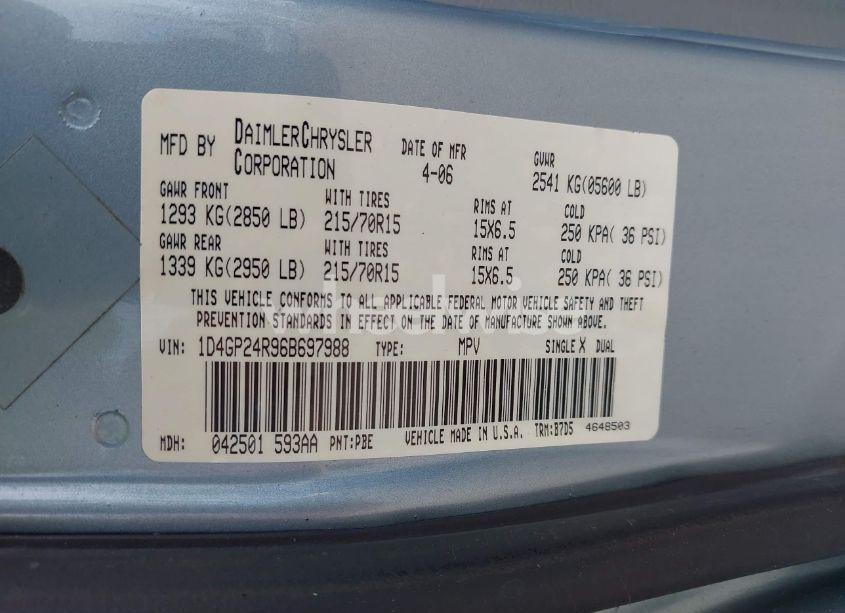 MFD BY DAIMLERCHRYSLER CORPORATION DATE OF MFR 4-06 GVWR 2541 KG(05600 LB)
GAWR FRONT WITH TIRES RIMS AT COLD
1293 KG(2850 LB) 215/70R15 15X6.5 250 KPA( 36 PSI)
GAWR REAR WITH TIRES RIMS AT COLD
1339 KG(2950 LB) 215/70R15 15X6.5 250 KPA( 36 PSI)
THIS VEHICLE CONFORMS TO ALL APPLICABLE FEDERAL MOTOR VEHICLE SAFETY AND THEFT
PREVENTION STANDARDS IN EFFECT ON THE DATE OF MANUFACTURE SHOWN ABOVE.
VIN: 1D4GP24R96B697988 TYPE: MPV SINGLE X DUAL
MDH: 042501 593AA PNT:PBE VEHICLE MADE IN U.S.A. TRM:B7D5 4648503